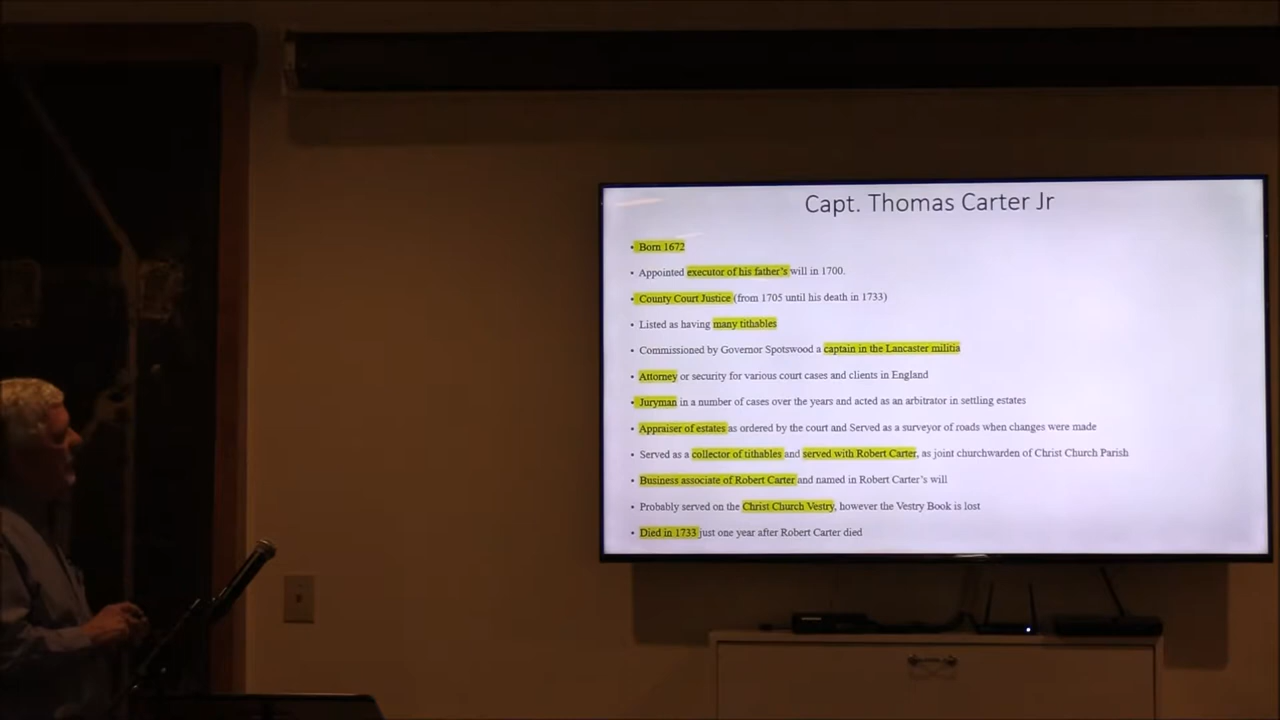 Capt. Thomas Carter Jr
• Born 1672
• Appointed executor of his father's will in 1700.
• County Court Justice (from 1705 until his death in 1733)
• Listed as having many tithables
• Commissioned by Governor Spotswood a captain in the Lancaster militia
• Attorney or security for various court cases and clients in England
• Juryman in a number of cases over the years and acted as an arbitrator in settling estates
• Appraiser of estates as ordered by the court and Served as a surveyor of roads when changes were made
• Served as a collector of tithables and served with Robert Carter, as joint churchwarden of Christ Church Parish
• Business associate of Robert Carter and named in Robert Carter's will
• Probably served on the Christ Church Vestry, however the Vestry Book is lost
• Died in 1733 just one year after Robert Carter died